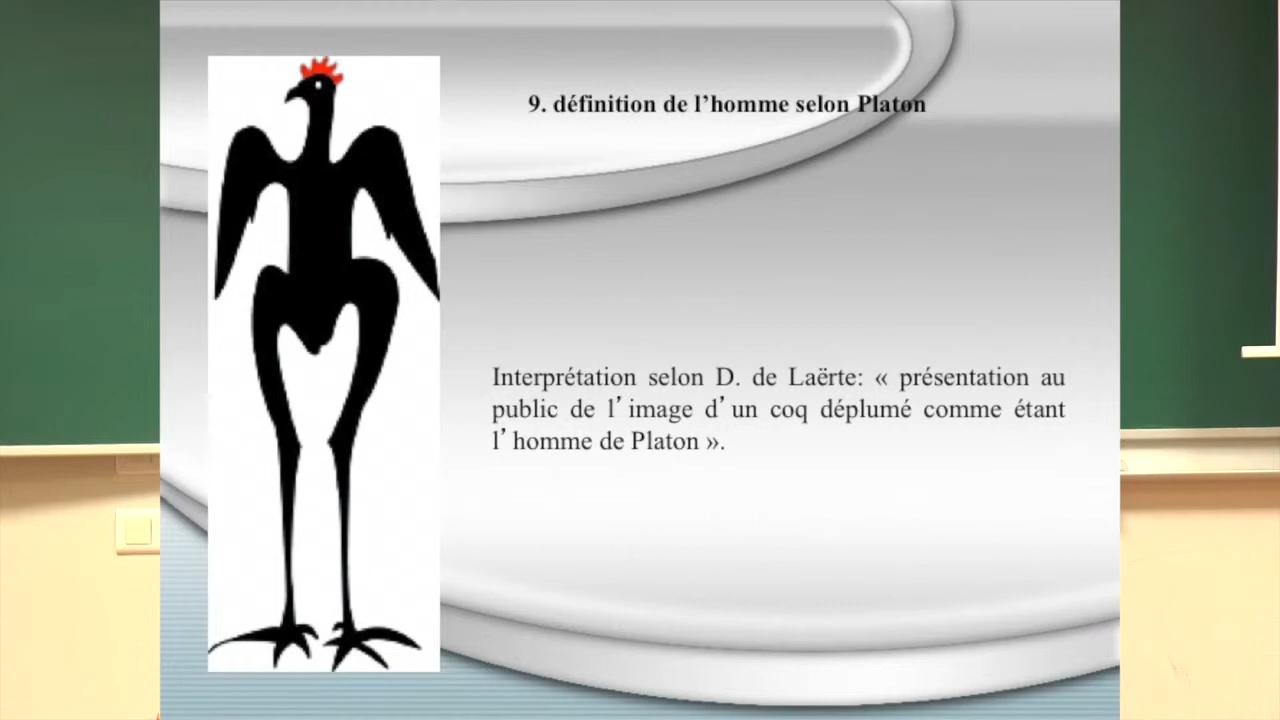 9. définition de l’homme selon Platon
Interprétation selon D. de Laërte: « présentation au
public de l’image d’un coq déplumé comme étant
l’homme de Platon ».